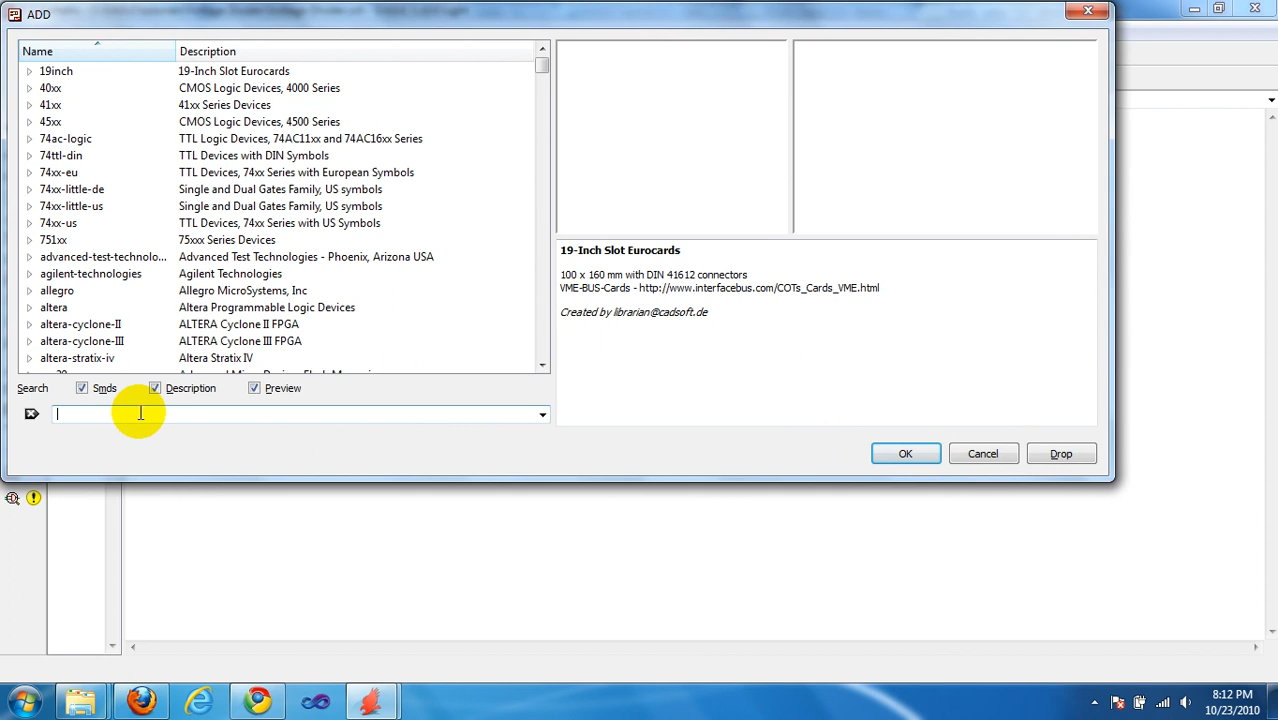 ADD
Name Description
19inch 19-Inch Slot Eurocards
40xx CMOS Logic Devices, 4000 Series
41xx 41xx Series Devices
45xx CMOS Logic Devices, 4500 Series
74ac-logic TTL Logic Devices, 74AC11xx and 74AC16xx Series
74ttl-din TTL Devices with DIN Symbols
74xx-eu TTL Devices, 74xx Series with European Symbols
74xx-little-de Single and Dual Gates Family, US symbols
74xx-little-us Single and Dual Gates Family, US symbols
74xx-us TTL Devices, 74xx Series with US Symbols
751xx 75xxx Series Devices
advanced-test-technolo... Advanced Test Technologies - Phoenix, Arizona USA
agilent-technologies Agilent Technologies
allegro Allegro MicroSystems, Inc
altera Altera Programmable Logic Devices
altera-cyclone-II ALTERA Cyclone II FPGA
altera-cyclone-III ALTERA Cyclone III FPGA
altera-stratix-iv Altera Stratix IV
19-Inch Slot Eurocards
100 x 160 mm with DIN 41612 connectors
VME-BUS-Cards - http://www.interfacebus.com/COTs_Cards_VME.html
Created by librarian@cadsoft.de
Search Smds Description Preview
OK Cancel Drop
8:12 PM
10/23/2010